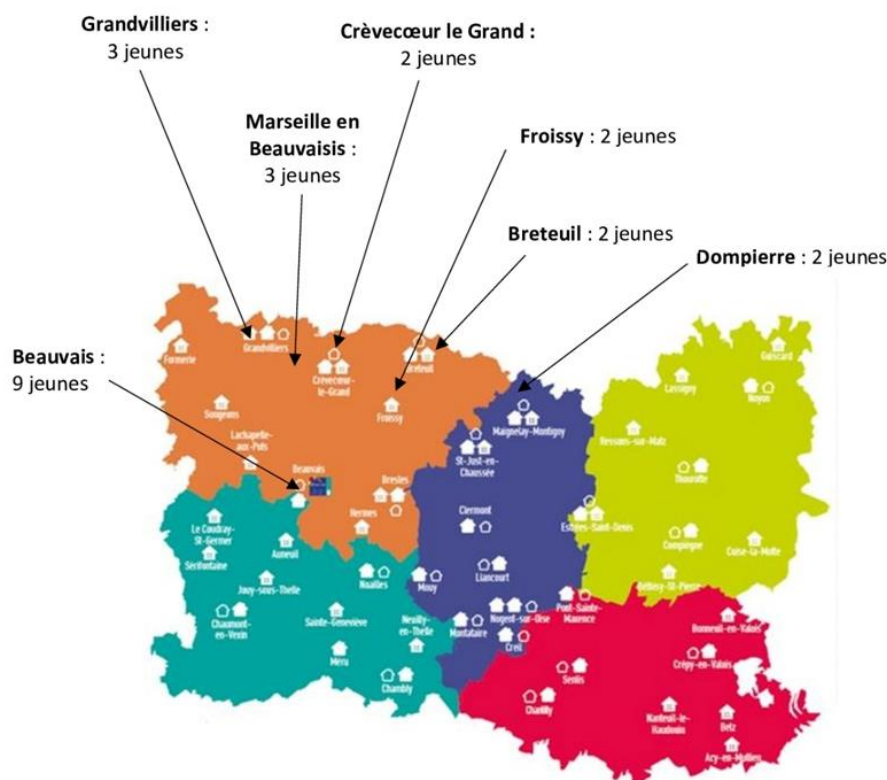 Grandvilliers :
3 jeunes
Crèvecœur le Grand :
2 jeunes
Marseille en
Beauvaisis :
3 jeunes
Froissy : 2 jeunes
Breteuil : 2 jeunes
Dompierre : 2 jeunes
Beauvais :
9 jeunes
Formerie
Grandvilliers
Crèvecœur-
le-Grand
Breteuil
Froissy
Songeons
Lachapelle-
aux-Pots
Beauvais
Bresles
Hermes
Maignelay-Montigny
St-Just-en-
Chaussée
Clermont
Liancourt
Mouy
Nogent-sur-Oise
Montataire
Creil
Guiscard
Lassigny
Noyon
Ressons-sur-Matz
Thourotte
Estrées-Saint-Denis
Compiègne
Cuise-la-Motte
Béthisy-St-Pierre
Le Coudray-
St-Germer
Sérifontaine
Auneuil
Jouy-sous-Thelle
Noailles
Chaumont-
en-Vexin
Sainte-Geneviève
Neuilly-
en-Thelle
Méru
Chambly
Pont-Sainte-
Maxence
Bonneuil-en-Valois
Crépy-en-Valois
Senlis
Chantilly
Nanteuil-le-
Haudouin
Betz
Acy-en-Multien